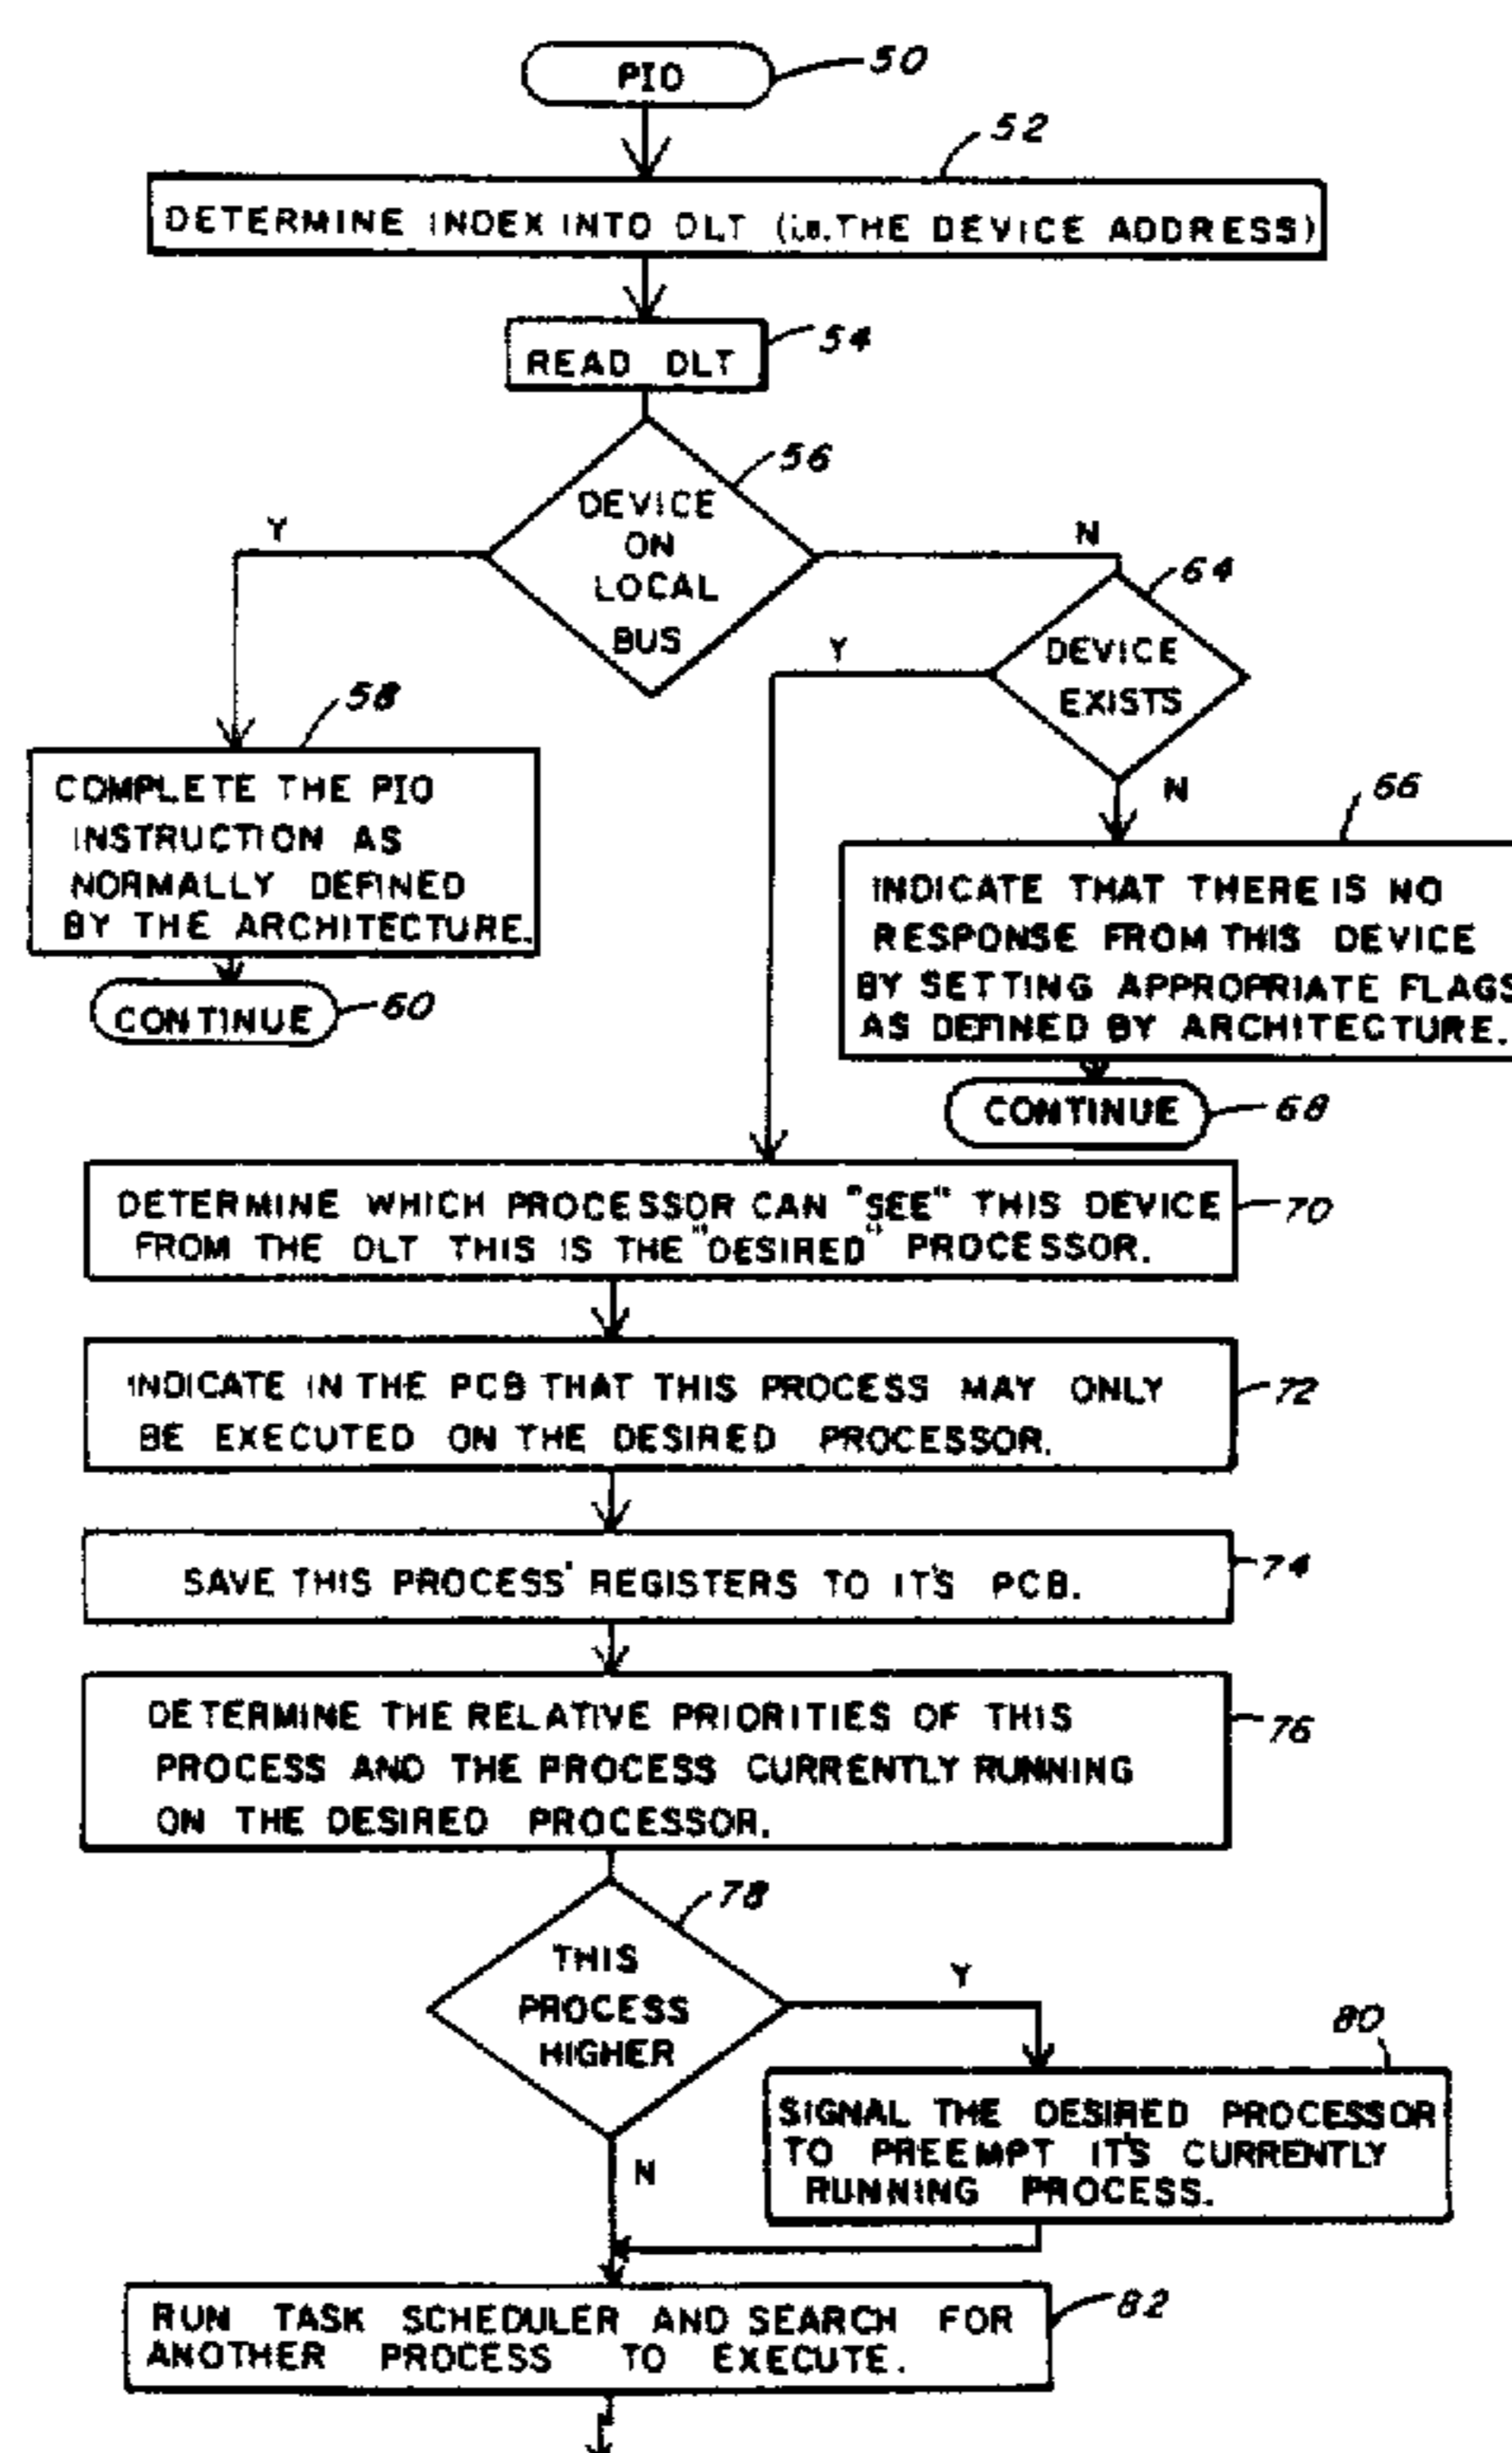 PIO
50
52
DETERMINE INDEX INTO DLT (i.e. THE DEVICE ADDRESS)
54
READ DLT
56
DEVICE
ON
LOCAL
BUS
Y
N
64
DEVICE
EXISTS
Y
N
58
COMPLETE THE PIO
INSTRUCTION AS
NORMALLY DEFINED
BY THE ARCHITECTURE.
CONTINUE
60
66
INDICATE THAT THERE IS NO
RESPONSE FROM THIS DEVICE
BY SETTING APPROPRIATE FLAGS
AS DEFINED BY ARCHITECTURE.
CONTINUE
68
DETERMINE WHICH PROCESSOR CAN "SEE" THIS DEVICE
FROM THE DLT THIS IS THE "DESIRED" PROCESSOR.
70
INDICATE IN THE PCB THAT THIS PROCESS MAY ONLY
BE EXECUTED ON THE DESIRED PROCESSOR.
72
SAVE THIS PROCESS' REGISTERS TO IT'S PCB.
74
DETERMINE THE RELATIVE PRIORITIES OF THIS
PROCESS AND THE PROCESS CURRENTLY RUNNING
ON THE DESIRED PROCESSOR.
76
78
THIS
PROCESS
HIGHER
Y
N
80
SIGNAL THE DESIRED PROCESSOR
TO PREEMPT IT'S CURRENTLY
RUNNING PROCESS.
82
RUN TASK SCHEDULER AND SEARCH FOR
ANOTHER PROCESS TO EXECUTE.